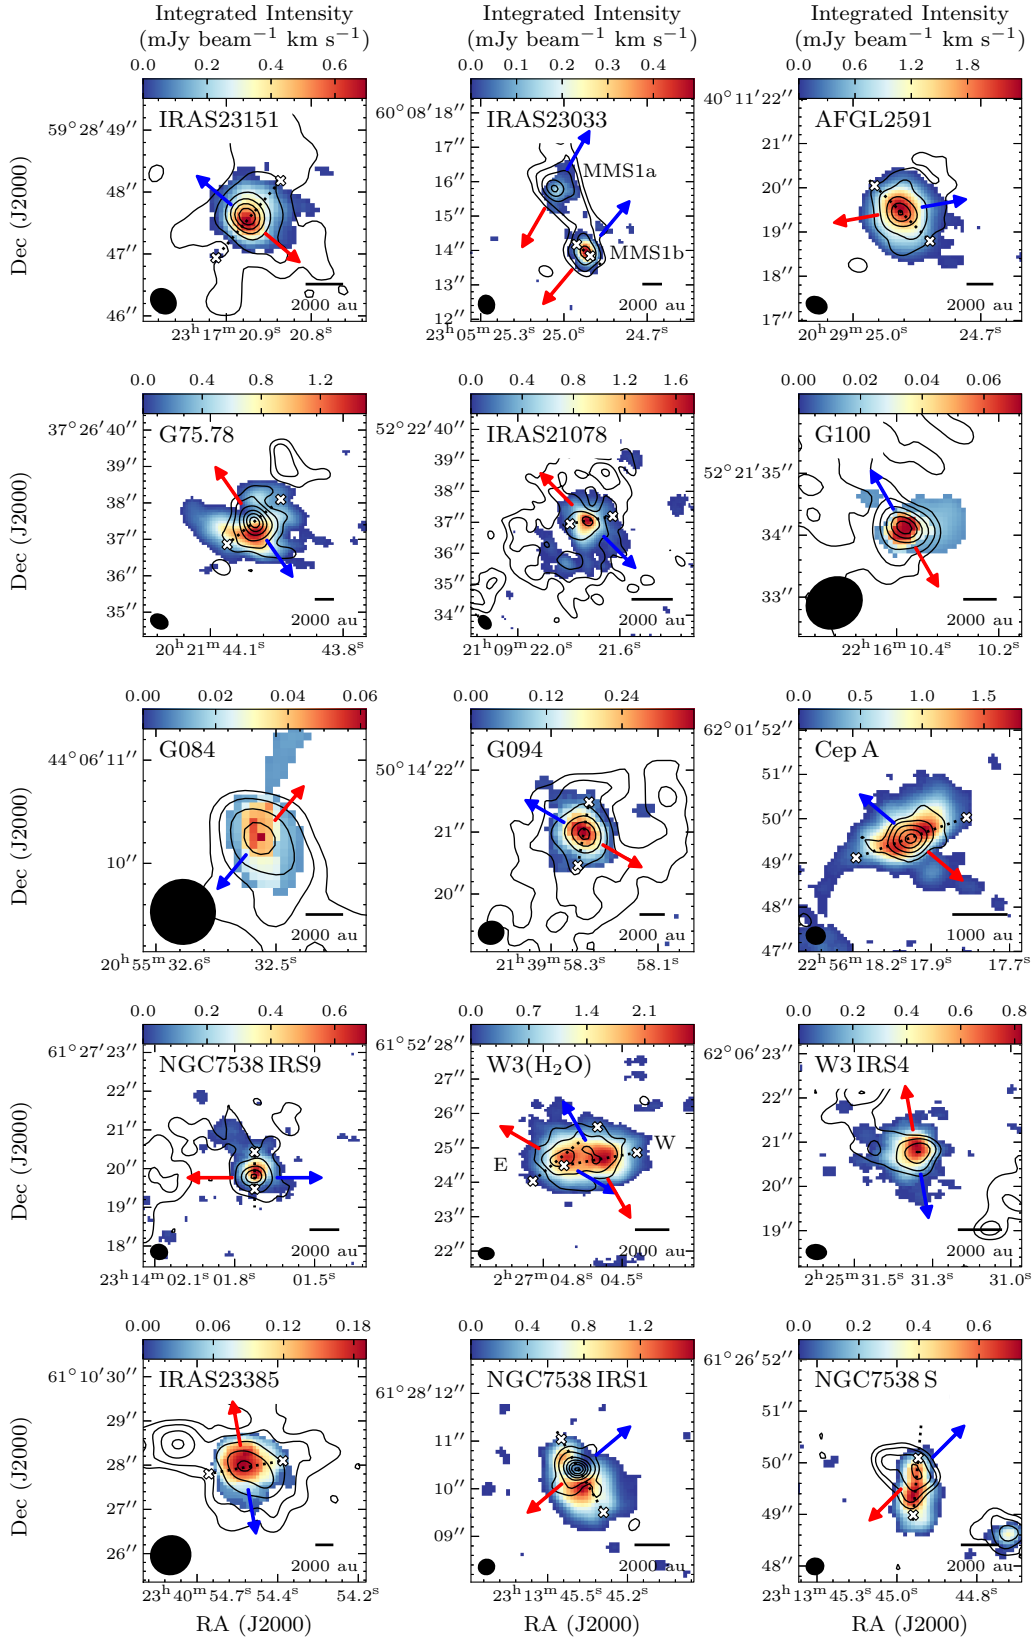 Integrated Intensity Integrated Intensity Integrated Intensity
(mJy beam⁻¹ km s⁻¹) (mJy beam⁻¹ km s⁻¹) (mJy beam⁻¹ km s⁻¹)
0.0 0.2 0.4 0.6 0.0 0.1 0.2 0.3 0.4 0.0 0.6 1.2 1.8
IRAS23151
59°28′49″
48″
47″
46″
2000 au
23ʰ17ᵐ20.9ˢ 20.8ˢ
Dec (J2000)
IRAS23033
MMS1a
MMS1b
60°08′18″
17″
16″
15″
14″
13″
12″
2000 au
23ʰ05ᵐ25.3ˢ 25.0ˢ 24.7ˢ
AFGL2591
40°11′22″
21″
20″
19″
18″
17″
2000 au
20ʰ29ᵐ25.0ˢ 24.7ˢ
0.0 0.4 0.8 1.2 0.0 0.4 0.8 1.2 1.6 0.00 0.02 0.04 0.06
G75.78
37°26′40″
39″
38″
37″
36″
35″
2000 au
20ʰ21ᵐ44.1ˢ 43.8ˢ
Dec (J2000)
IRAS21078
52°22′40″
39″
38″
37″
36″
35″
34″
2000 au
21ʰ09ᵐ22.0ˢ 21.6ˢ
G100
52°21′35″
34″
33″
2000 au
22ʰ16ᵐ10.4ˢ 10.2ˢ
0.00 0.02 0.04 0.06 0.00 0.12 0.24 0.0 0.5 1.0 1.5
G084
44°06′11″
10″
2000 au
20ʰ55ᵐ32.6ˢ 32.5ˢ
Dec (J2000)
G094
50°14′22″
21″
20″
2000 au
21ʰ39ᵐ58.3ˢ 58.1ˢ
Cep A
62°01′52″
51″
50″
49″
48″
47″
1000 au
22ʰ56ᵐ18.2ˢ 17.9ˢ 17.7ˢ
0.0 0.2 0.4 0.6 0.0 0.7 1.4 2.1 0.0 0.2 0.4 0.6 0.8
NGC7538 IRS9
61°27′23″
22″
21″
20″
19″
18″
2000 au
23ʰ14ᵐ02.1ˢ 01.8ˢ 01.5ˢ
Dec (J2000)
W3(H₂O)
E
W
61°52′28″
27″
26″
25″
24″
23″
22″
2000 au
2ʰ27ᵐ04.8ˢ 04.5ˢ
W3 IRS4
62°06′23″
22″
21″
20″
19″
2000 au
2ʰ25ᵐ31.5ˢ 31.3ˢ 31.0ˢ
0.00 0.06 0.12 0.18 0.0 0.2 0.4 0.6 0.0 0.2 0.4 0.6 0.8
IRAS23385
61°10′30″
29″
28″
27″
26″
2000 au
23ʰ40ᵐ54.7ˢ 54.4ˢ 54.2ˢ
Dec (J2000)
RA (J2000)
NGC7538 IRS1
61°28′12″
11″
10″
09″
2000 au
23ʰ13ᵐ45.5ˢ 45.2ˢ
RA (J2000)
NGC7538 S
61°26′52″
51″
50″
49″
48″
2000 au
23ʰ13ᵐ45.3ˢ 45.0ˢ 44.8ˢ
RA (J2000)